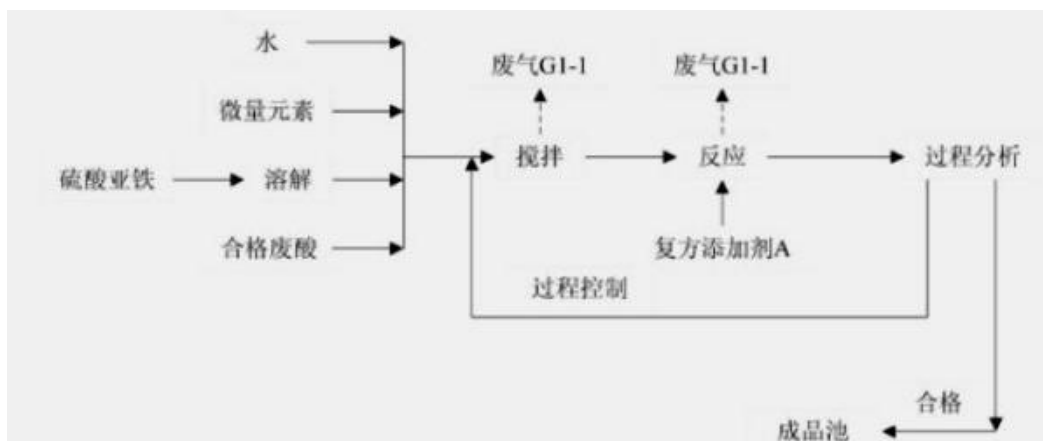 水
废气G1-1
废气G1-1
微量元素
搅拌
反应
过程分析
硫酸亚铁
溶解
合格废酸
复方添加剂A
过程控制
合格
成品池